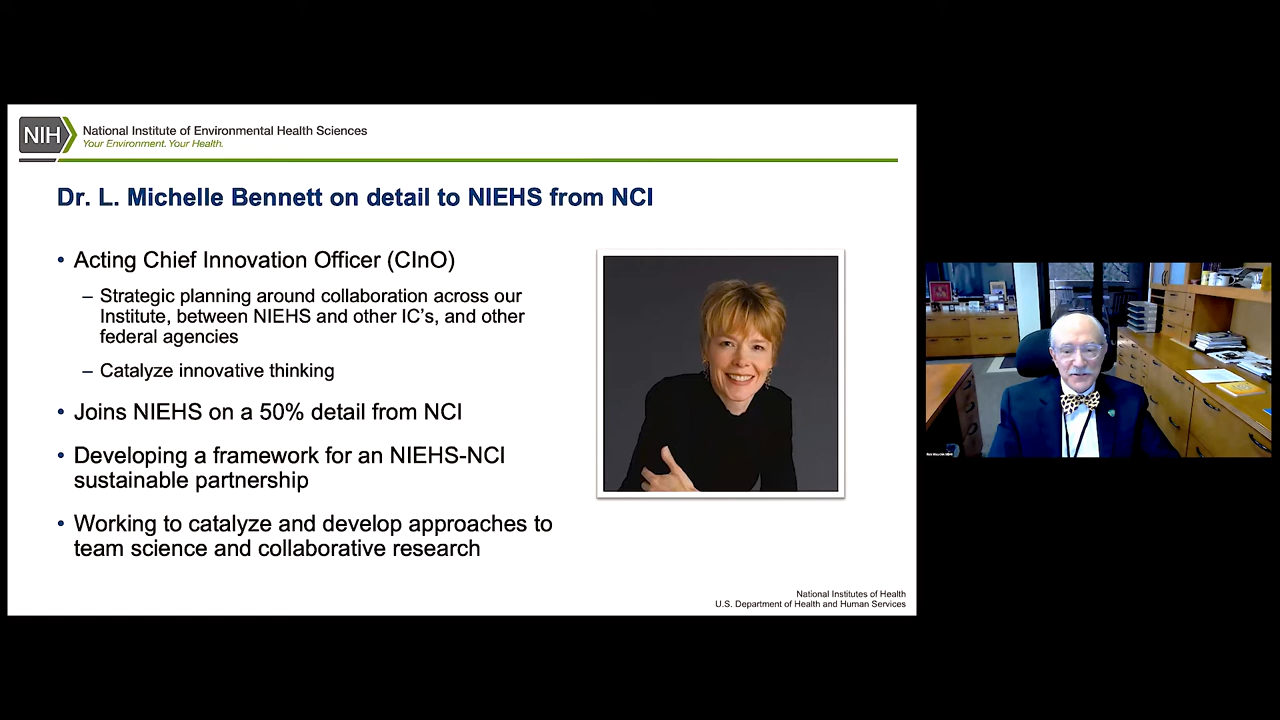 NIH
National Institute of Environmental Health Sciences
Your Environment. Your Health.
Dr. L. Michelle Bennett on detail to NIEHS from NCI
• Acting Chief Innovation Officer (CInO)
– Strategic planning around collaboration across our
Institute, between NIEHS and other IC's, and other
federal agencies
– Catalyze innovative thinking
• Joins NIEHS on a 50% detail from NCI
• Developing a framework for an NIEHS-NCI
sustainable partnership
• Working to catalyze and develop approaches to
team science and collaborative research
National Institutes of Health
U.S. Department of Health and Human Services